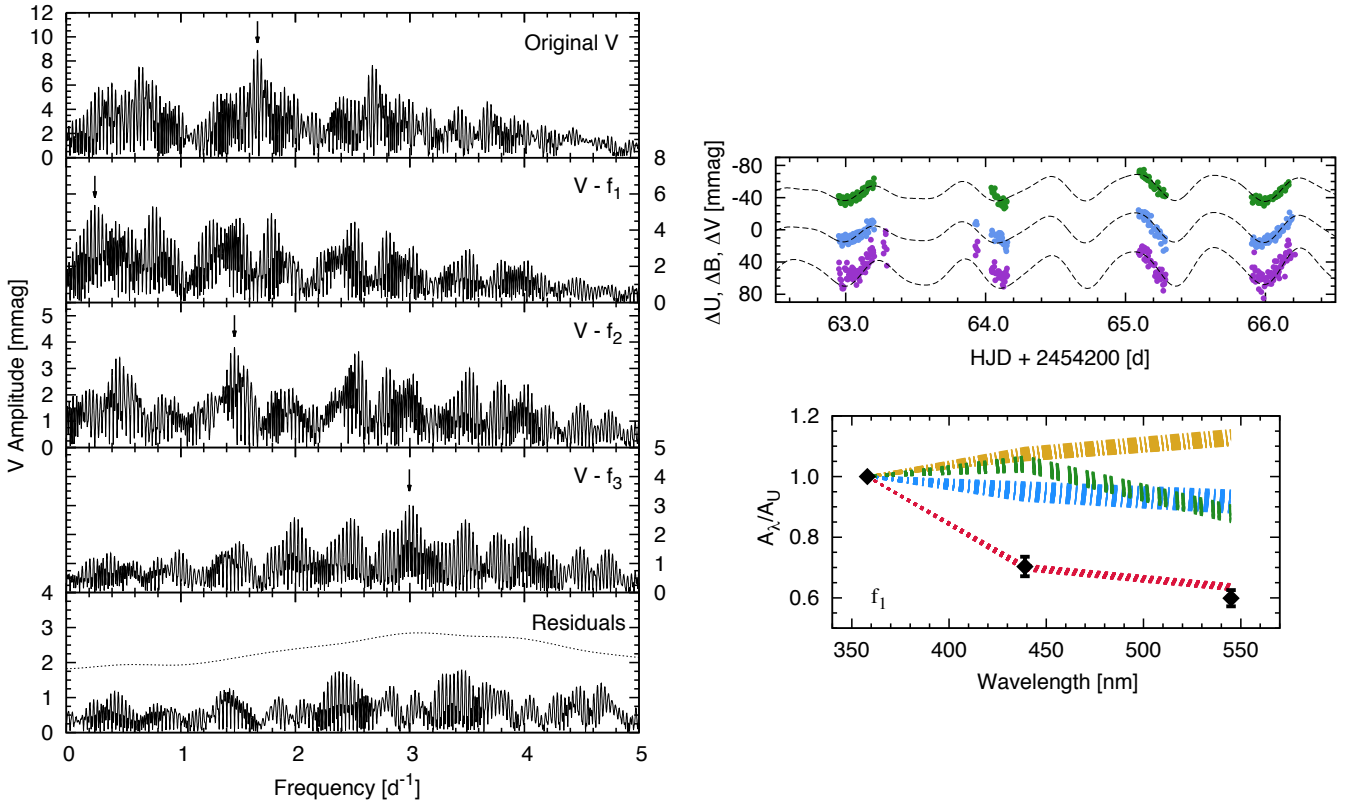 12
10
8
6
4
2
0
Original V
V Amplitude [mmag]
8
6
4
2
0
V - f1
5
4
3
2
1
0
V - f2
5
4
3
2
1
0
V - f3
4
3
2
1
0
Residuals
0 1 2 3 4 5
Frequency [d-1]
ΔU, ΔB, ΔV [mmag]
-80
-40
0
40
80
63.0 64.0 65.0 66.0
HJD + 2454200 [d]
Aλ/AU
1.2
1.0
0.8
0.6
f1
350 400 450 500 550
Wavelength [nm]